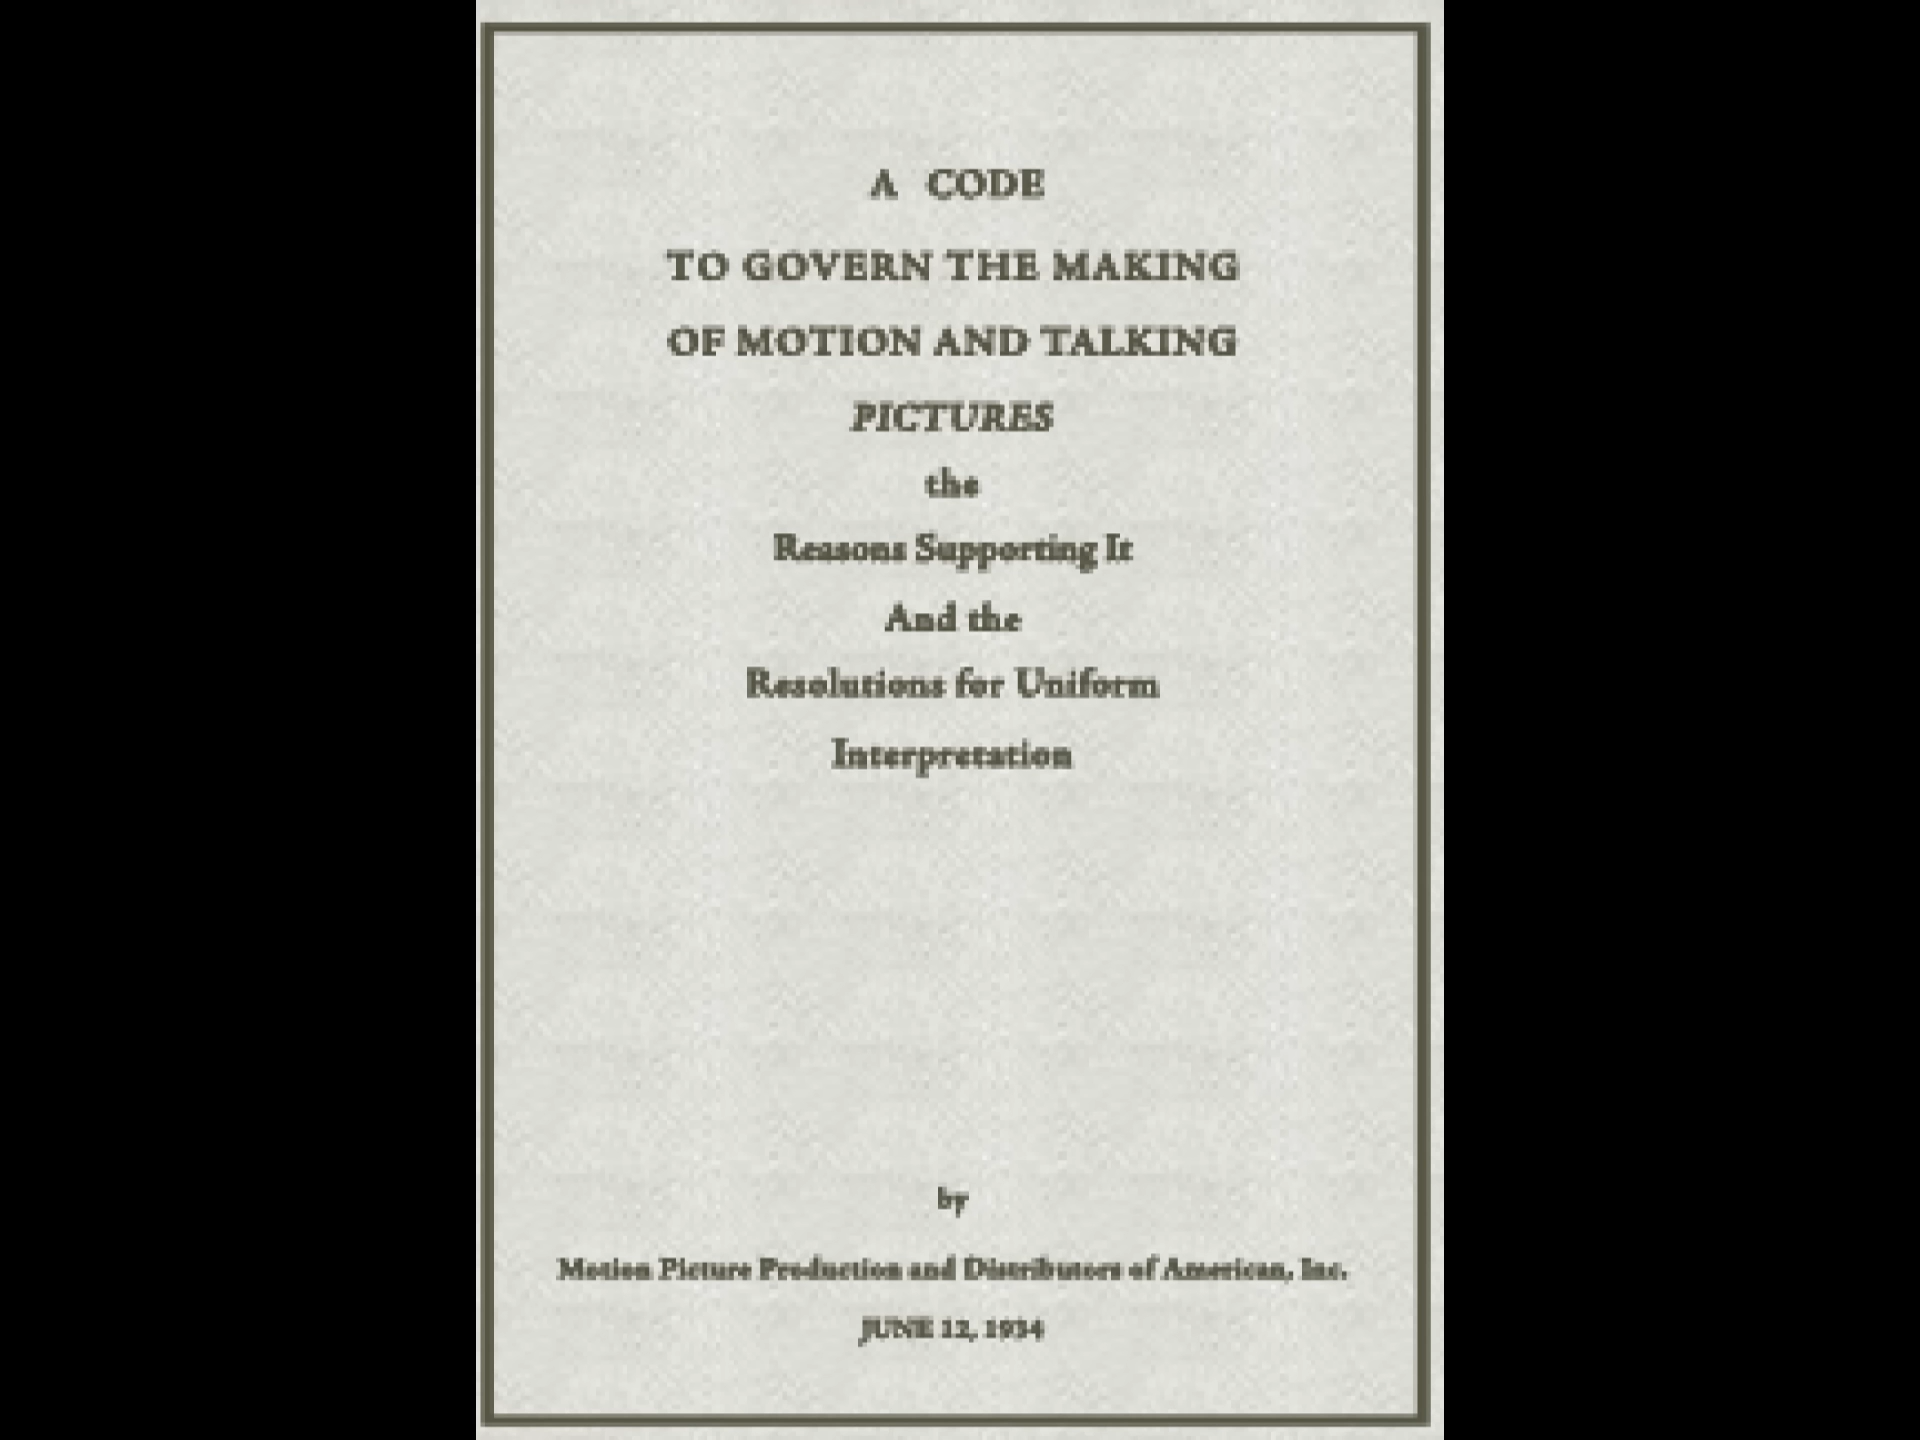 A CODE
TO GOVERN THE MAKING
OF MOTION AND TALKING
PICTURES
the
Reasons Supporting It
And the
Resolutions for Uniform
Interpretation
by
Motion Picture Production and Distributors of American, Inc.
JUNE 12, 1934